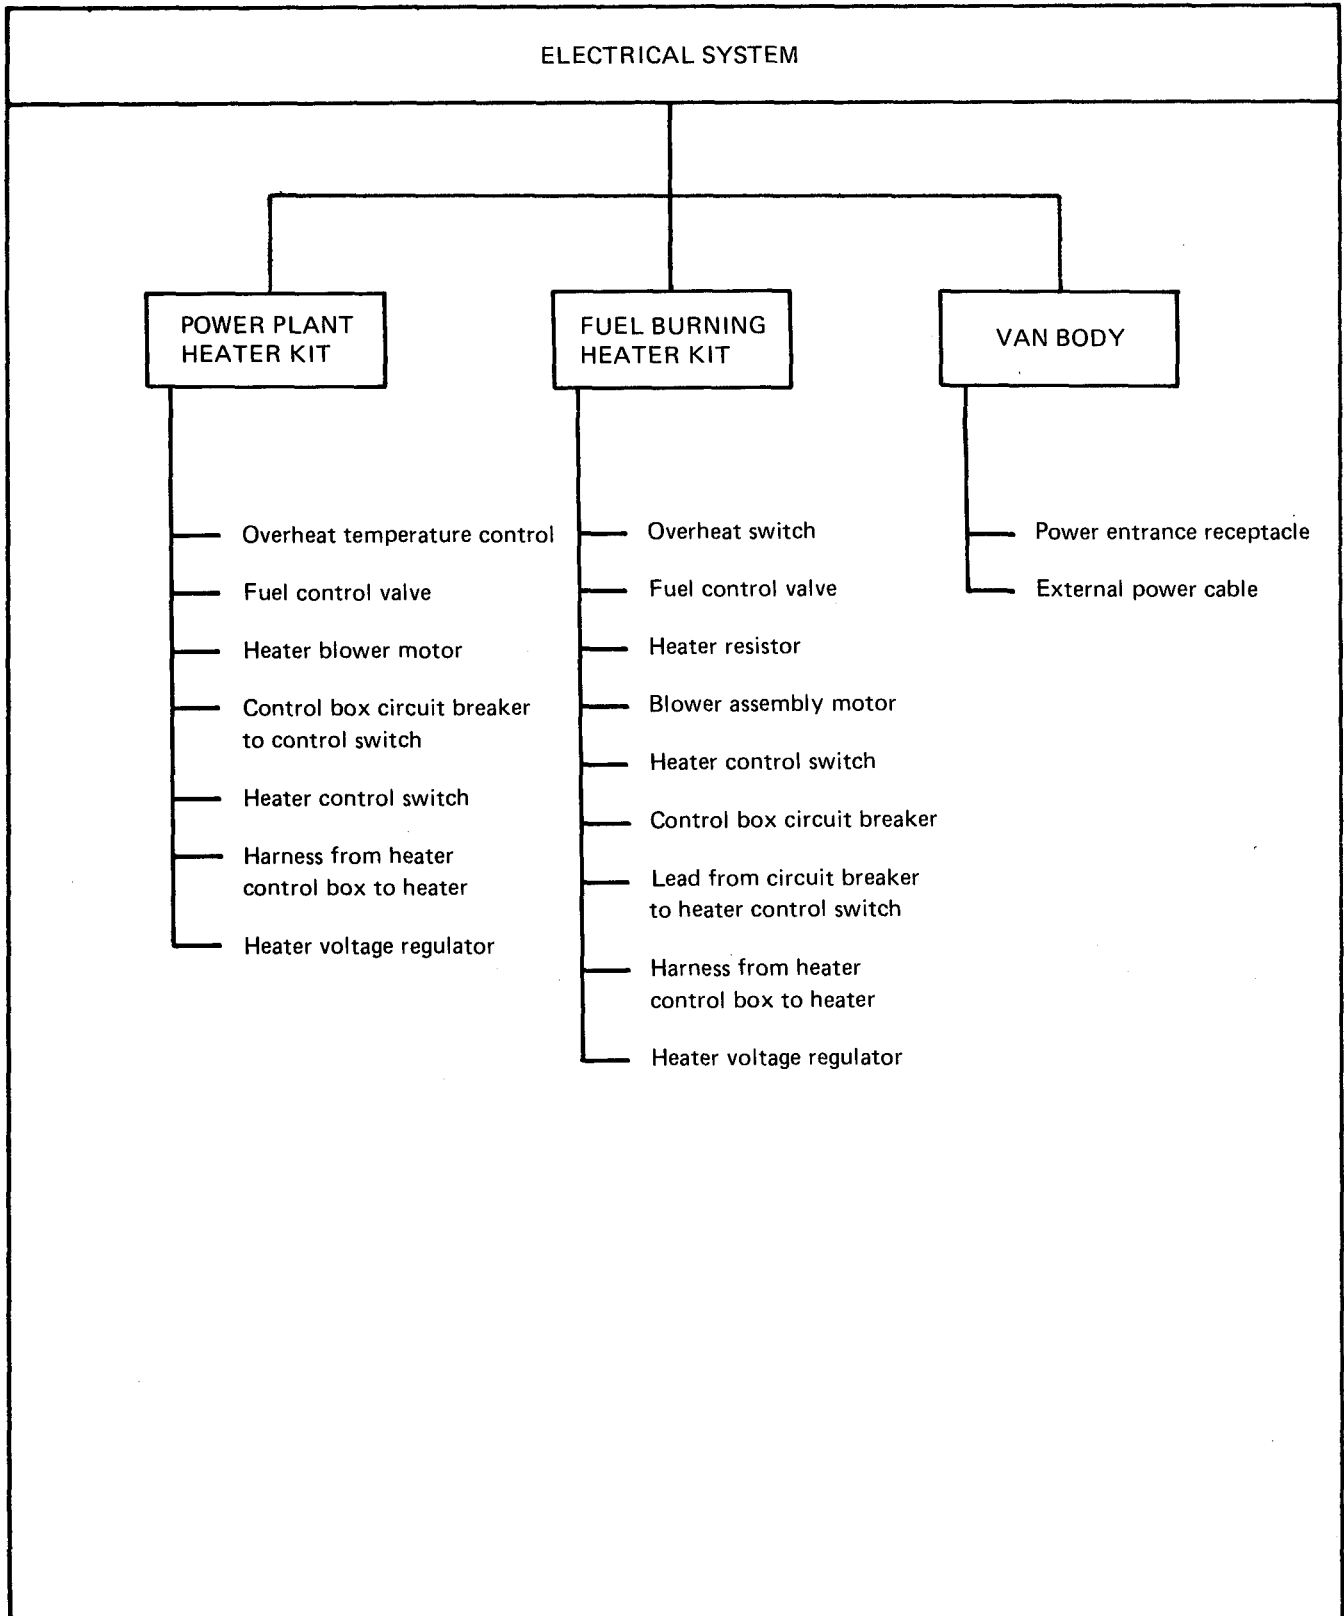 ELECTRICAL SYSTEM
POWER PLANT
HEATER KIT
Overheat temperature control
Fuel control valve
Heater blower motor
Control box circuit breaker
to control switch
Heater control switch
Harness from heater
control box to heater
Heater voltage regulator
FUEL BURNING
HEATER KIT
Overheat switch
Fuel control valve
Heater resistor
Blower assembly motor
Heater control switch
Control box circuit breaker
Lead from circuit breaker
to heater control switch
Harness from heater
control box to heater
Heater voltage regulator
VAN BODY
Power entrance receptacle
External power cable